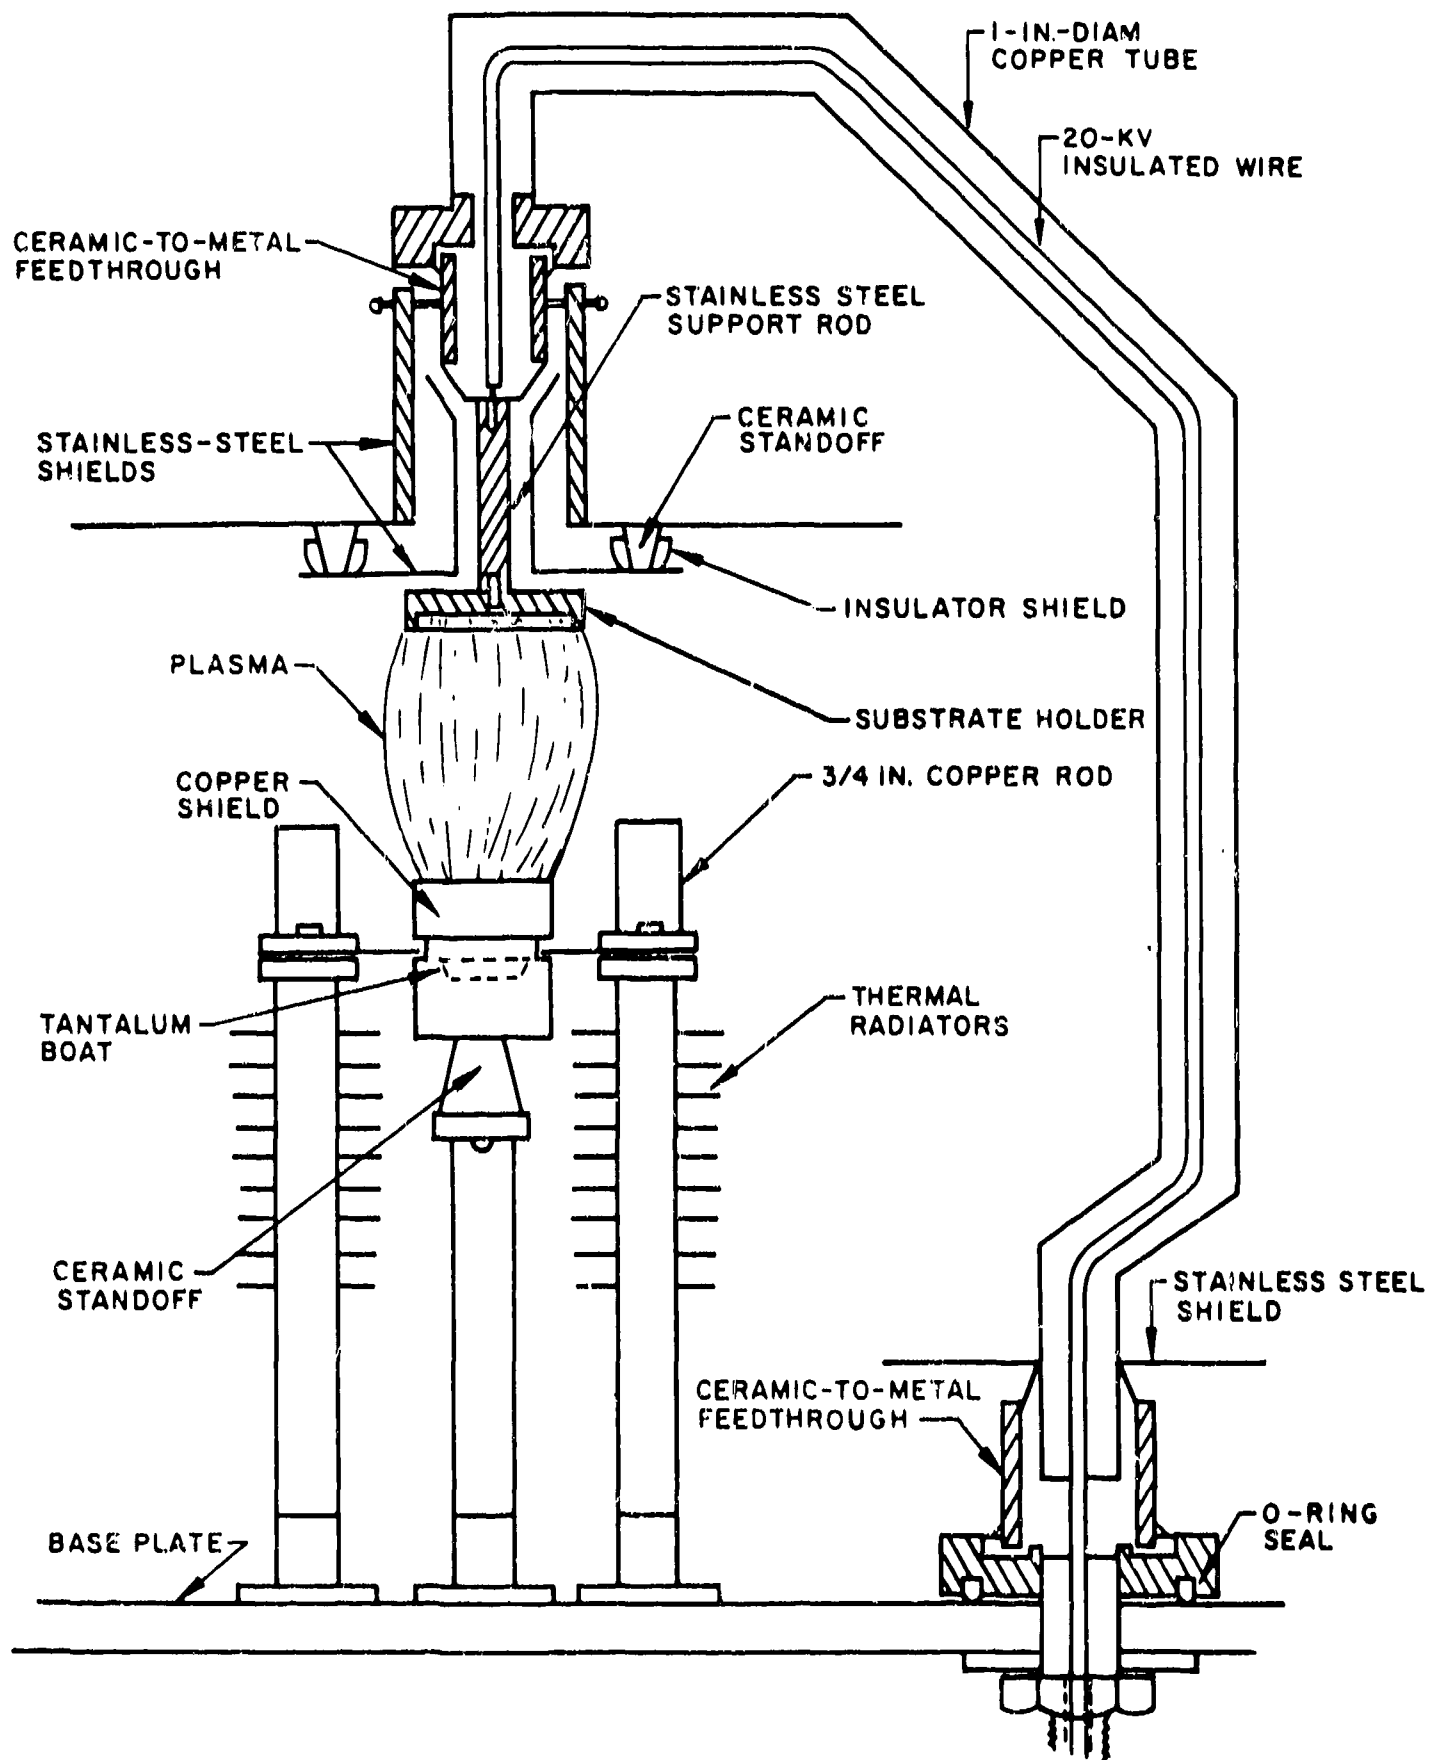 1-IN.-DIAM
COPPER TUBE
20-KV
INSULATED WIRE
CERAMIC-TO-METAL
FEEDTHROUGH
STAINLESS STEEL
SUPPORT ROD
CERAMIC
STANDOFF
STAINLESS-STEEL
SHIELDS
INSULATOR SHIELD
PLASMA
SUBSTRATE HOLDER
COPPER
SHIELD
3/4 IN. COPPER ROD
TANTALUM
BOAT
THERMAL
RADIATORS
CERAMIC
STANDOFF
STAINLESS STEEL
SHIELD
CERAMIC-TO-METAL
FEEDTHROUGH
BASE PLATE
O-RING
SEAL